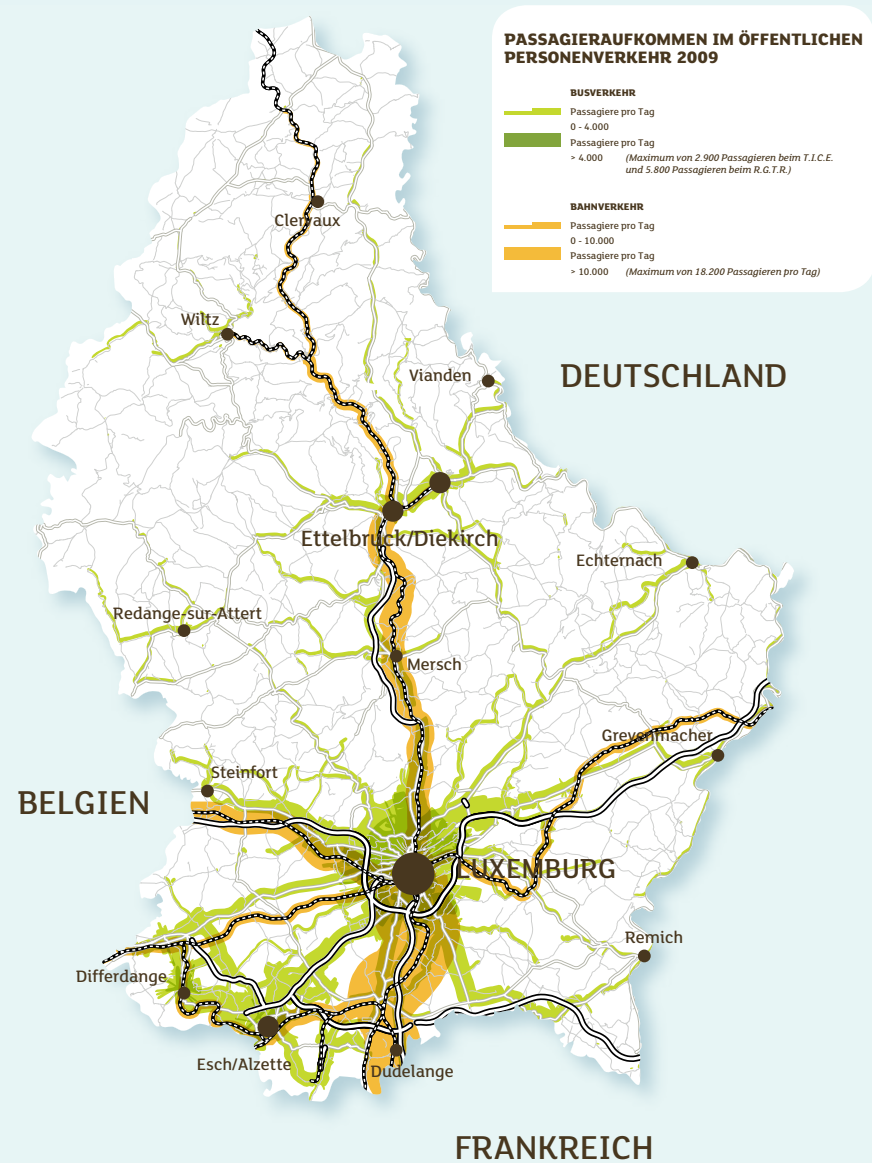 PASSAGIERAUFKOMMEN IM ÖFFENTLICHEN
PERSONENVERKEHR 2009
BUSVERKEHR
Passagiere pro Tag
0 - 4.000
Passagiere pro Tag
> 4.000 (Maximum von 2.900 Passagieren beim T.I.C.E.
und 5.800 Passagieren beim R.G.T.R.)
BAHNVERKEHR
Passagiere pro Tag
0 - 10.000
Passagiere pro Tag
> 10.000 (Maximum von 18.200 Passagieren pro Tag)
Clervaux
Wiltz
Vianden
DEUTSCHLAND
Ettelbruck/Diekirch
Echternach
Redange-sur-Attert
Mersch
Grevenmacher
Steinfort
BELGIEN
LUXEMBURG
Remich
Differdange
Esch/Alzette
Dudelange
FRANKREICH